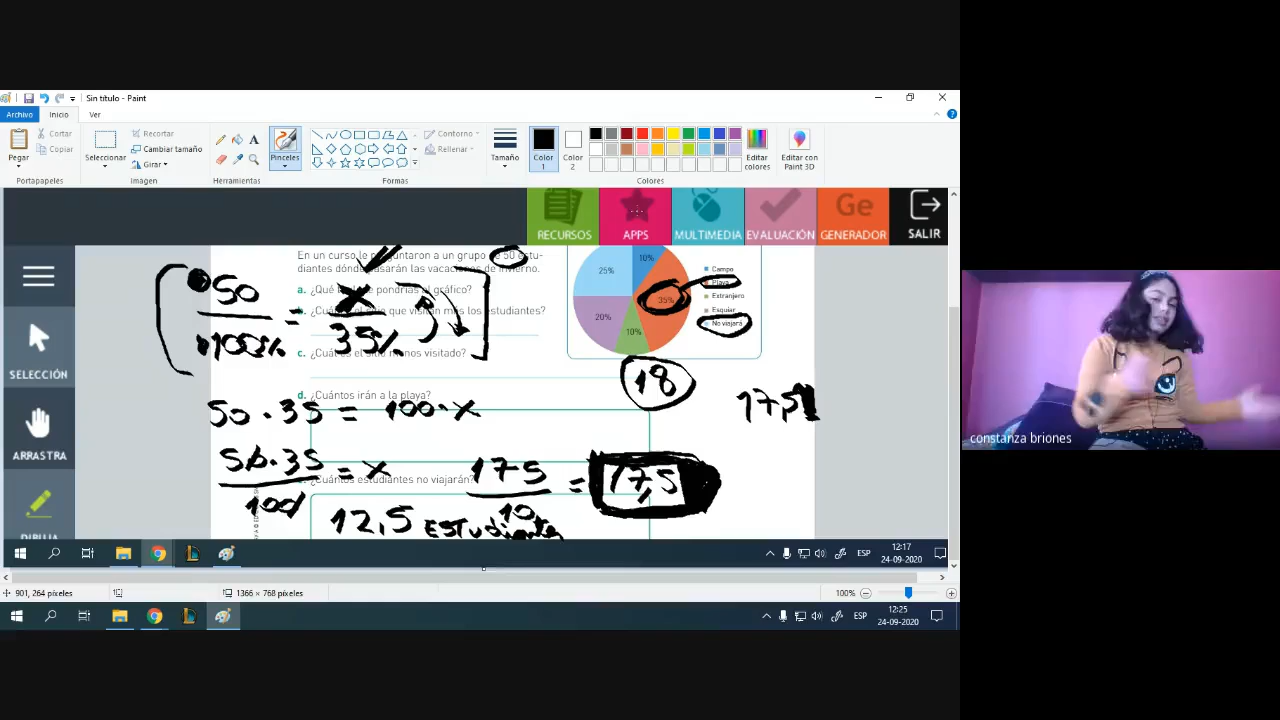 Sin título - Paint
Archivo Inicio Ver
Pegar Cortar Copiar Seleccionar Recortar Cambiar tamaño Girar Pinceles Contorno Rellenar Tamaño Color 1 Color 2 Editar colores Editar con Paint 3D
Portapapeles Imagen Herramientas Formas Colores
RECURSOS APPS MULTIMEDIA EVALUACIÓN Ge GENERADOR SALIR
SELECCIÓN
ARRASTRA
DIBUJA
En un curso le preguntaron a un grupo de 50 estu-
diantes dónde pasarán las vacaciones de invierno.
a. ¿Qué pondrías al gráfico?
b. que visitan más los estudiantes?
c. ¿Cuál es el sitio menos visitado?
d. ¿Cuántos irán a la playa?
¿Cuántos estudiantes no viajarán?
10%
25%
35%
20%
10%
Campo
Playa
Extranjero
Esquiar
No viajará
50 = x
100% 35%
18
17,5
50 · 35 = 100 · x
50·35 = x
100
175 = 17,5
10
12,5 Estudiantes
ESP 12:17
24-09-2020
901, 264 píxeles 1366 × 768 píxeles 100%
ESP 12:25
24-09-2020
constanza briones